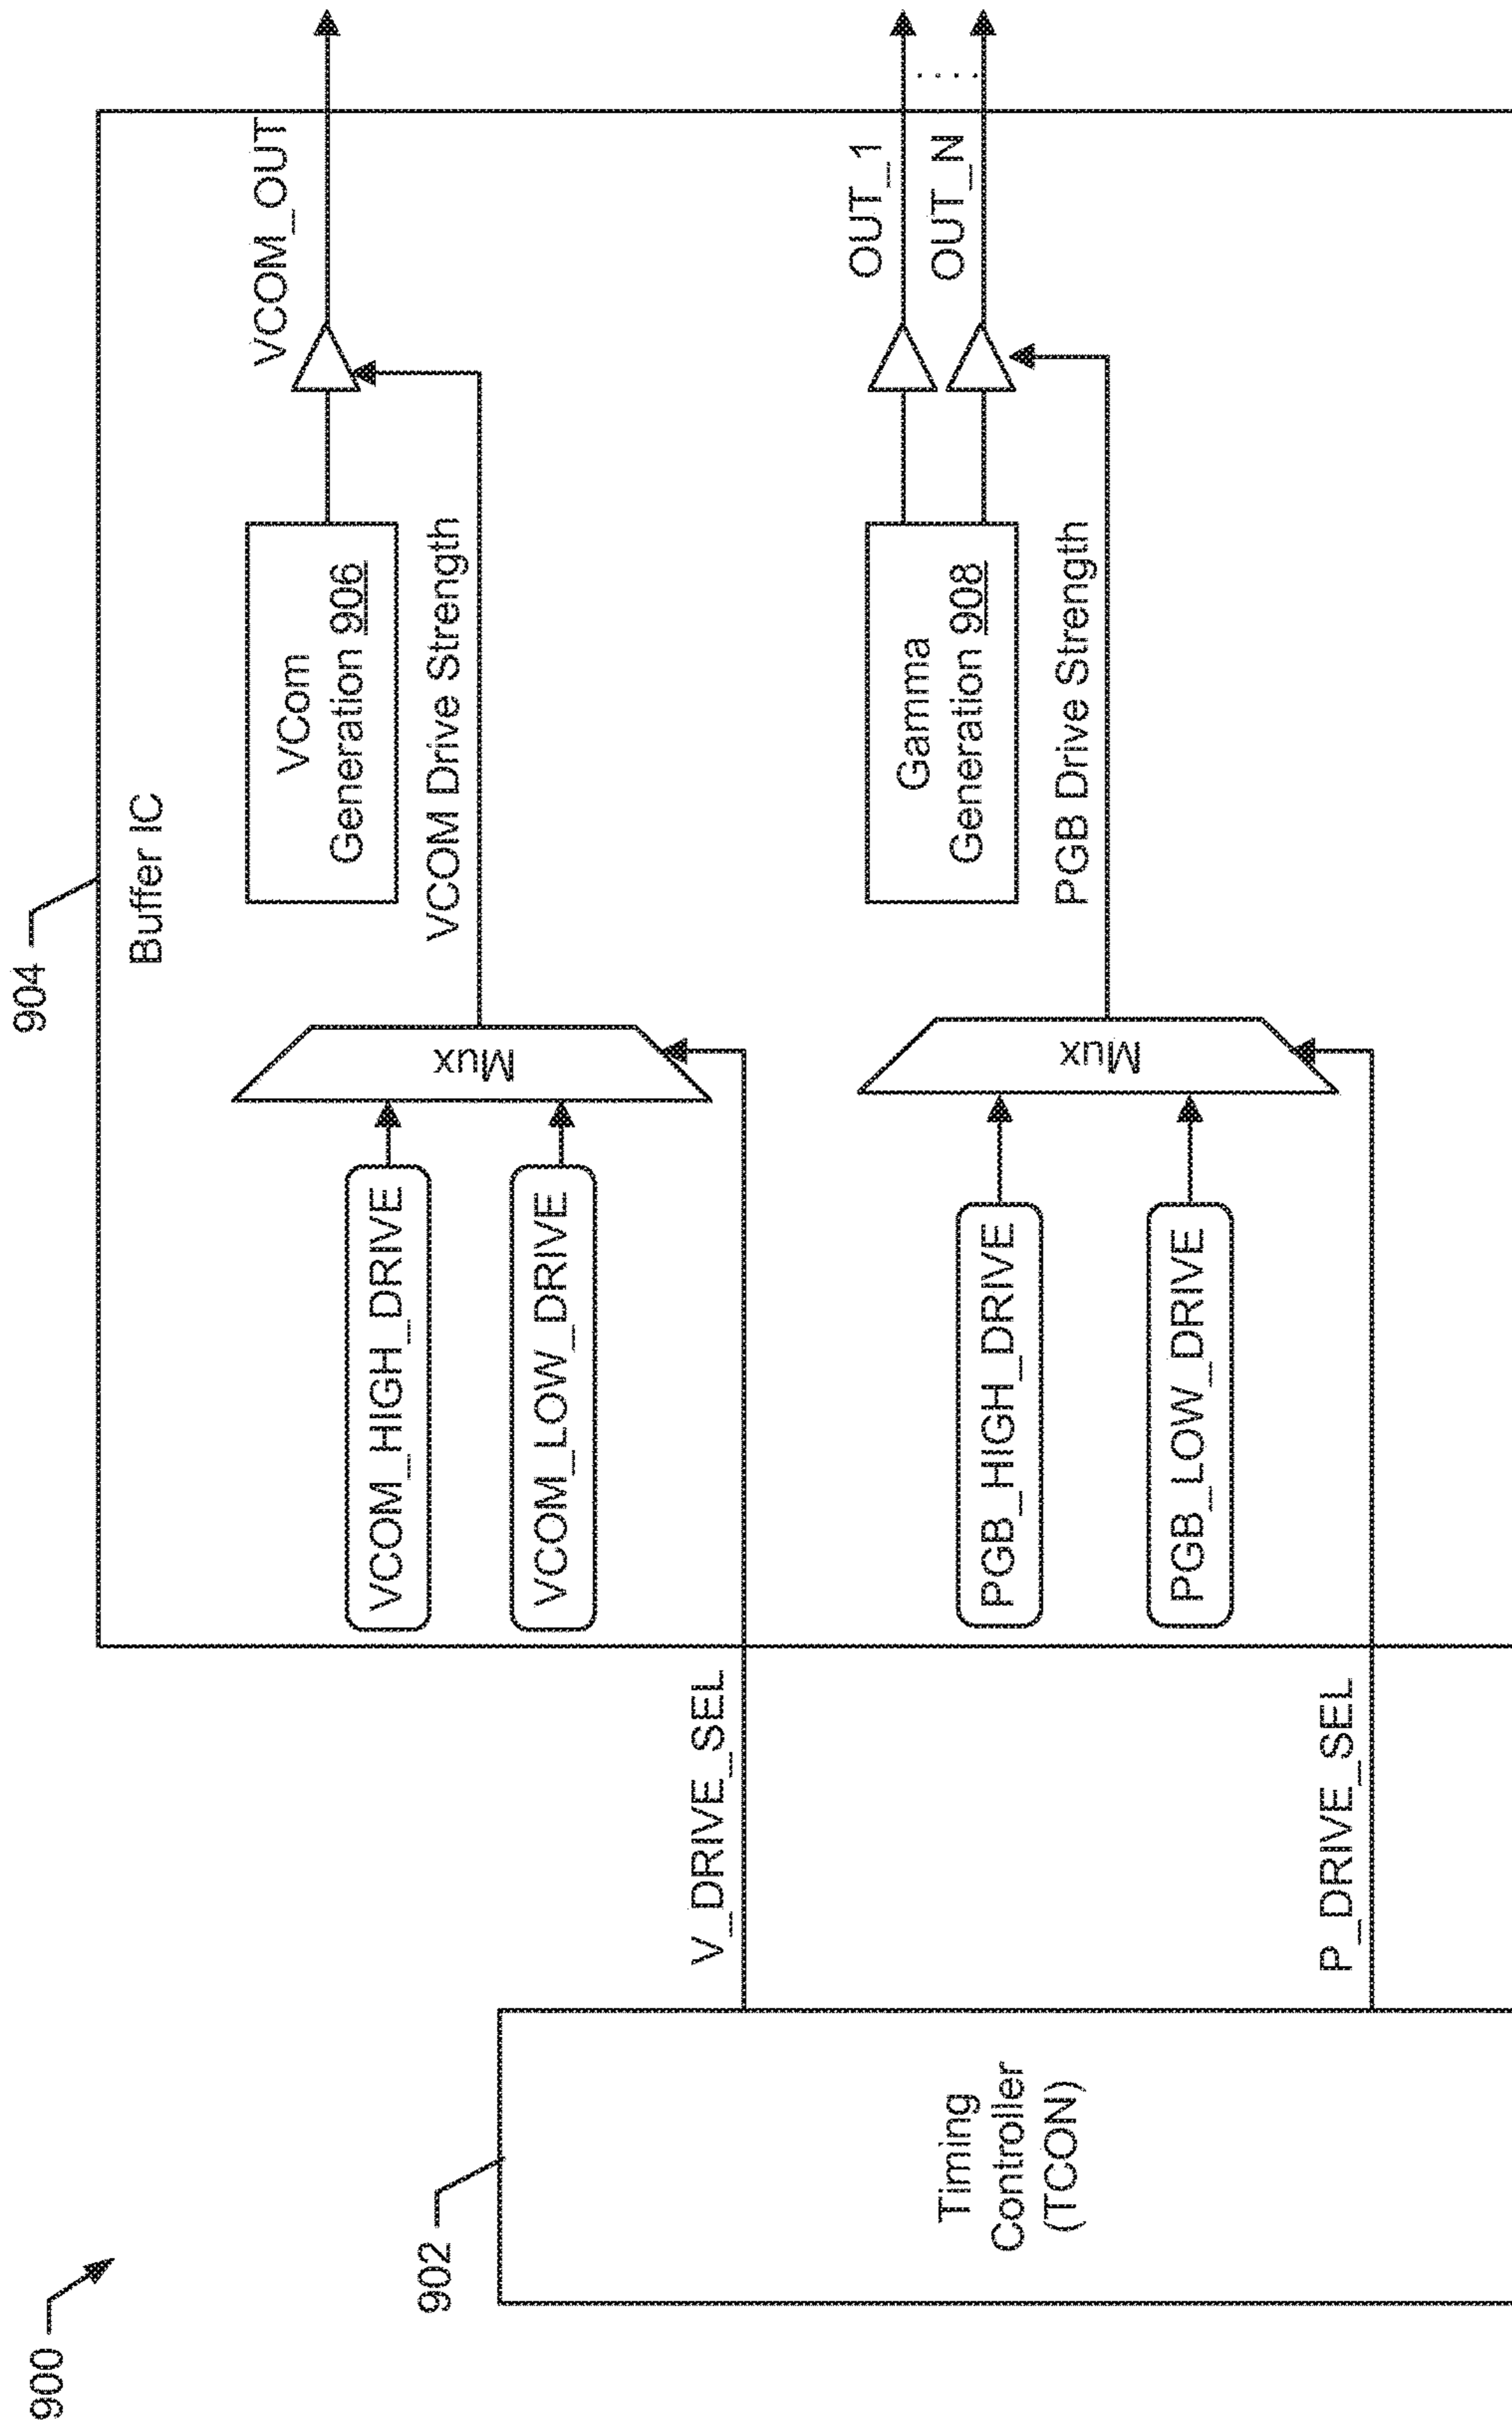 900
902
Timing
Controller
(TCON)
V_DRIVE_SEL
P_DRIVE_SEL
904
Buffer IC
VCOM_HIGH_DRIVE
VCOM_LOW_DRIVE
Mux
VCOM Drive Strength
VCom
Generation 906
VCOM_OUT
PGB_HIGH_DRIVE
PGB_LOW_DRIVE
Mux
PGB Drive Strength
Gamma
Generation 908
OUT_1
OUT_N